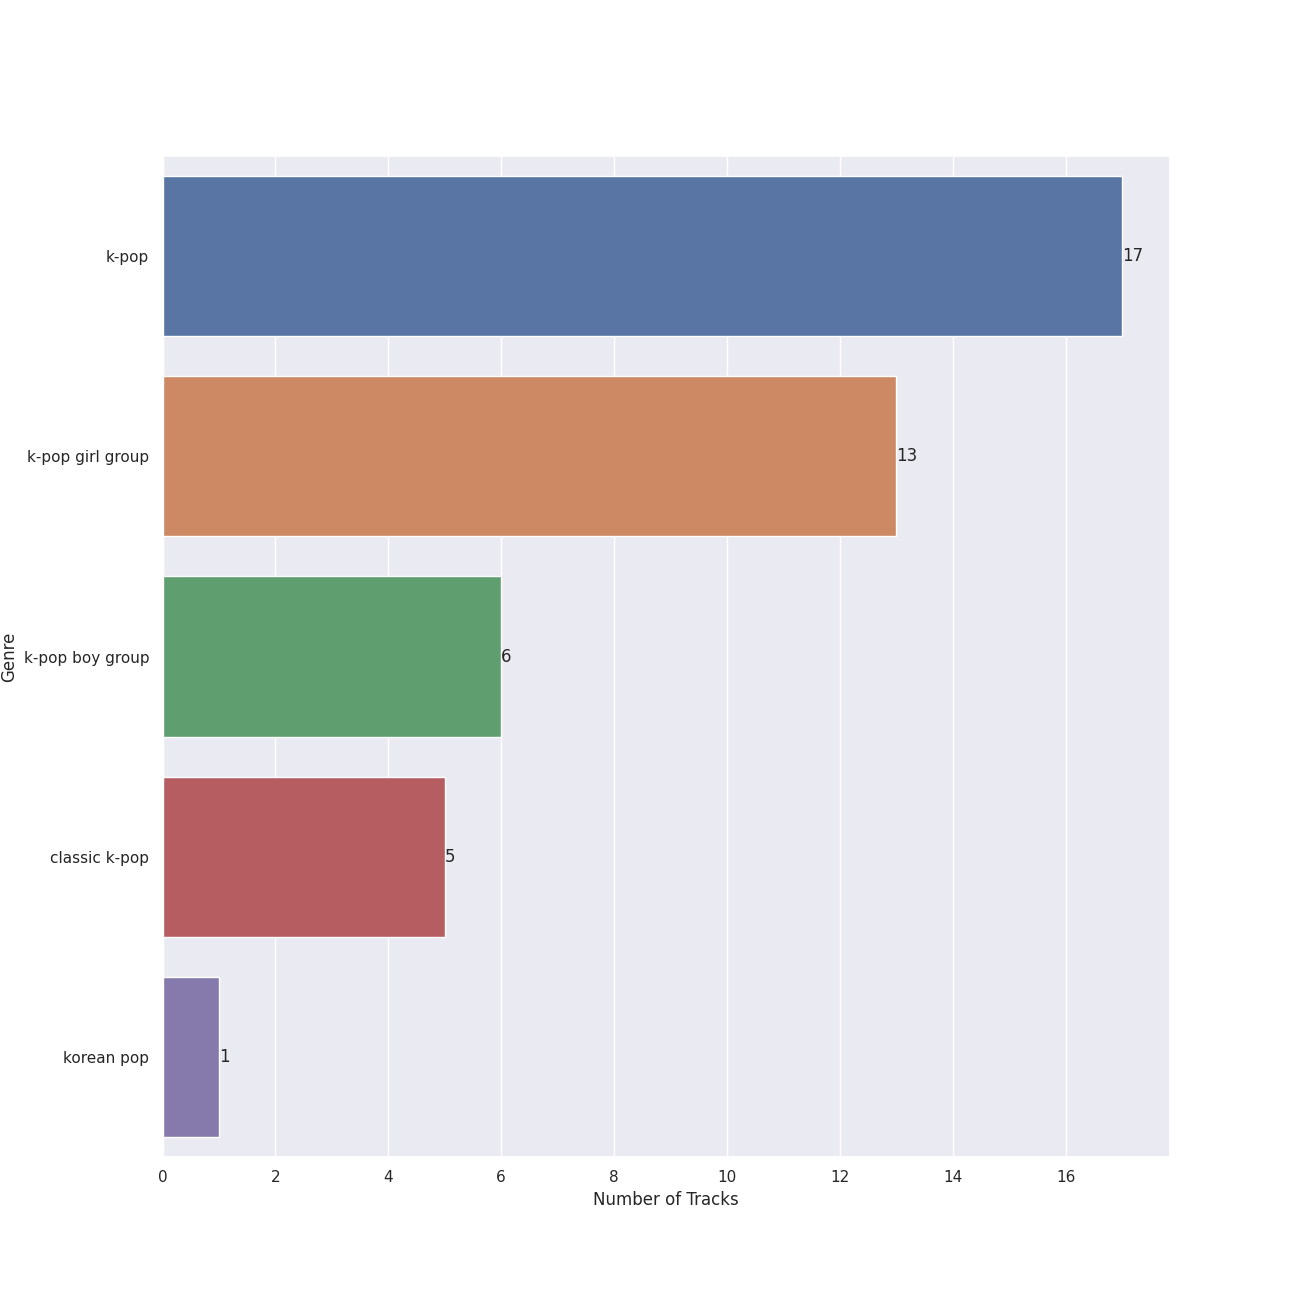 k-pop
17
k-pop girl group
13
Genre
k-pop boy group
6
classic k-pop
5
korean pop
1
0 2 4 6 8 10 12 14 16
Number of Tracks